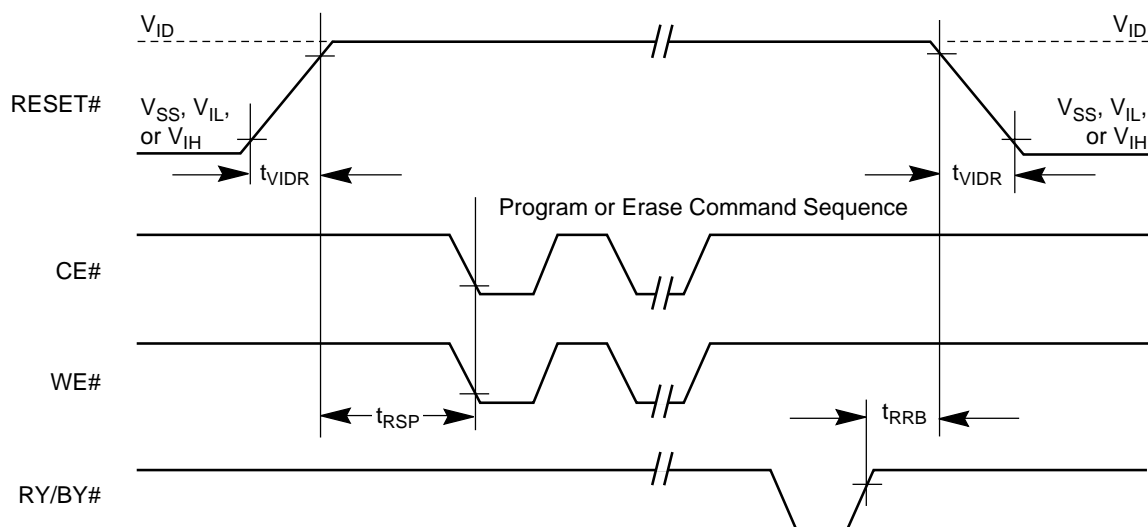 V_ID V_ID
RESET#
V_SS, V_IL,
or V_IH
V_SS, V_IL,
or V_IH
t_VIDR t_VIDR
Program or Erase Command Sequence
CE#
WE#
t_RSP t_RRB
RY/BY#